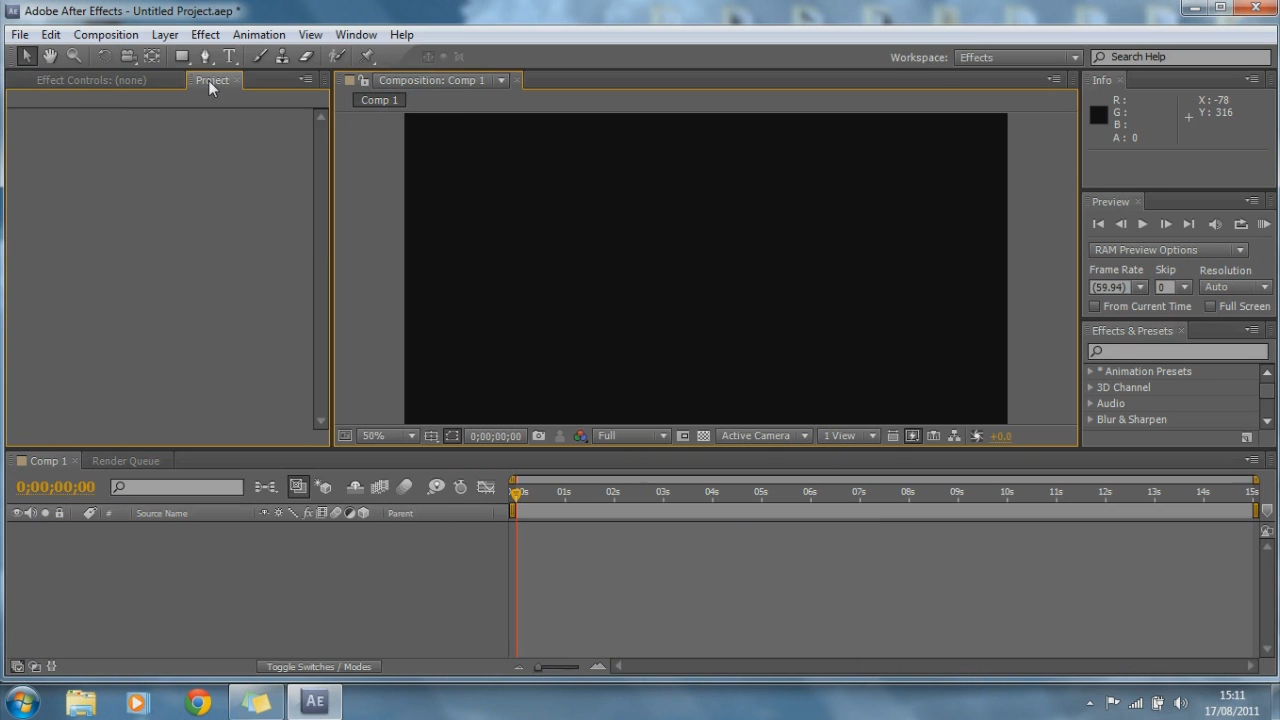 Adobe After Effects - Untitled Project.aep *
File Edit Composition Layer Effect Animation View Window Help
Workspace: Effects Search Help
Effect Controls: (none) Project Composition: Comp 1 Info
Comp 1
R: X: -78
G: Y: 316
B:
A: 0
Preview
RAM Preview Options
Frame Rate Skip Resolution
(59.94) 0 Auto
From Current Time Full Screen
Effects & Presets
* Animation Presets
3D Channel
Audio
Blur & Sharpen
50% 0;00;00;00 Full Active Camera 1 View +0.0
Comp 1 Render Queue
0;00;00;00
01s 02s 03s 04s 05s 06s 07s 08s 09s 10s 11s 12s 13s 14s 15s
# Source Name fx Parent
Toggle Switches / Modes
Ae
15:11
17/08/2011